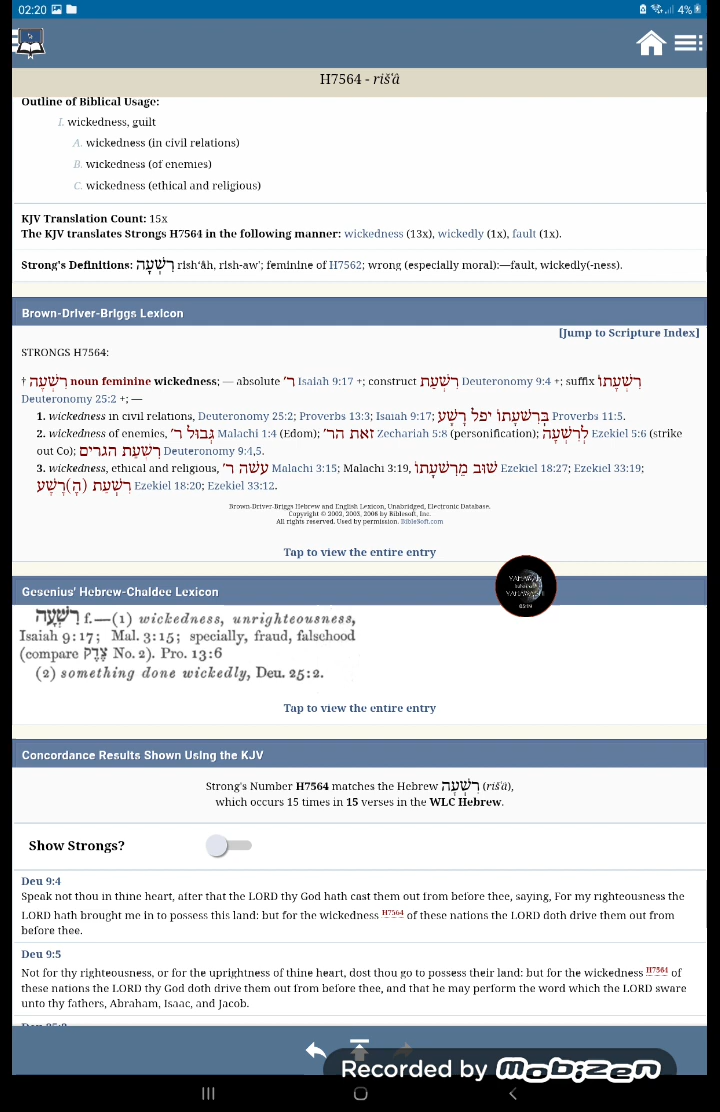 02:20
4%
H7564 - riš‘â
Outline of Biblical Usage:
I. wickedness, guilt
A. wickedness (in civil relations)
B. wickedness (of enemies)
C. wickedness (ethical and religious)
KJV Translation Count: 15x
The KJV translates Strongs H7564 in the following manner: wickedness (13x), wickedly (1x), fault (1x).
Strong's Definitions: רִשְׁעָה rishʻâh, rish-aw'; feminine of H7562; wrong (especially moral):—fault, wickedly(-ness).
Brown-Driver-Briggs Lexicon
[Jump to Scripture Index]
STRONGS H7564:
† רִשְׁעָה noun feminine wickedness; — absolute ר׳ Isaiah 9:17 +; construct רִשְׁעַת Deuteronomy 9:4 +; suffix רִשְׁעָתוֹ
Deuteronomy 25:2 +; —
1. wickedness in civil relations, Deuteronomy 25:2; Proverbs 13:3; Isaiah 9:17; בְּרִשְׁעָתוֺ יִפֹּל רָשָׁע Proverbs 11:5.
2. wickedness of enemies, גְּבוּל ר׳ Malachi 1:4 (Edom); זאת הר׳ Zechariah 5:8 (personification); לְרִשְׁעָה Ezekiel 5:6 (strike
out Co); רִשְׁעַת הגוים Deuteronomy 9:4,5.
3. wickedness, ethical and religious, עשׂה ר׳ Malachi 3:15; Malachi 3:19, שׁוּב מֵרִשְׁעָתוֺ Ezekiel 18:27; Ezekiel 33:19;
רִשְׁעַת (הָ)רָשָׁע Ezekiel 18:20; Ezekiel 33:12.
Brown-Driver-Briggs Hebrew and English Lexicon, Unabridged, Electronic Database.
Copyright © 2002, 2003, 2006 by Biblesoft, Inc.
All rights reserved. Used by permission. BibleSoft.com
Tap to view the entire entry
Gesenius' Hebrew-Chaldee Lexicon
רִשְׁעָה f.—(1) wickedness, unrighteousness,
Isaiah 9:17; Mal. 3:15; specially, fraud, falsehood
(compare צֶדֶק No. 2). Pro. 13:6
(2) something done wickedly, Deu. 25:2.
Tap to view the entire entry
Concordance Results Shown Using the KJV
Strong's Number H7564 matches the Hebrew רִשְׁעָה (riš‘â),
which occurs 15 times in 15 verses in the WLC Hebrew.
Show Strongs?
Deu 9:4
Speak not thou in thine heart, after that the LORD thy God hath cast them out from before thee, saying, For my righteousness the
LORD hath brought me in to possess this land: but for the wickedness H7564 of these nations the LORD doth drive them out from
before thee.
Deu 9:5
Not for thy righteousness, or for the uprightness of thine heart, dost thou go to possess their land: but for the wickedness H7564 of
these nations the LORD thy God doth drive them out from before thee, and that he may perform the word which the LORD sware
unto thy fathers, Abraham, Isaac, and Jacob.
Recorded by mobizen